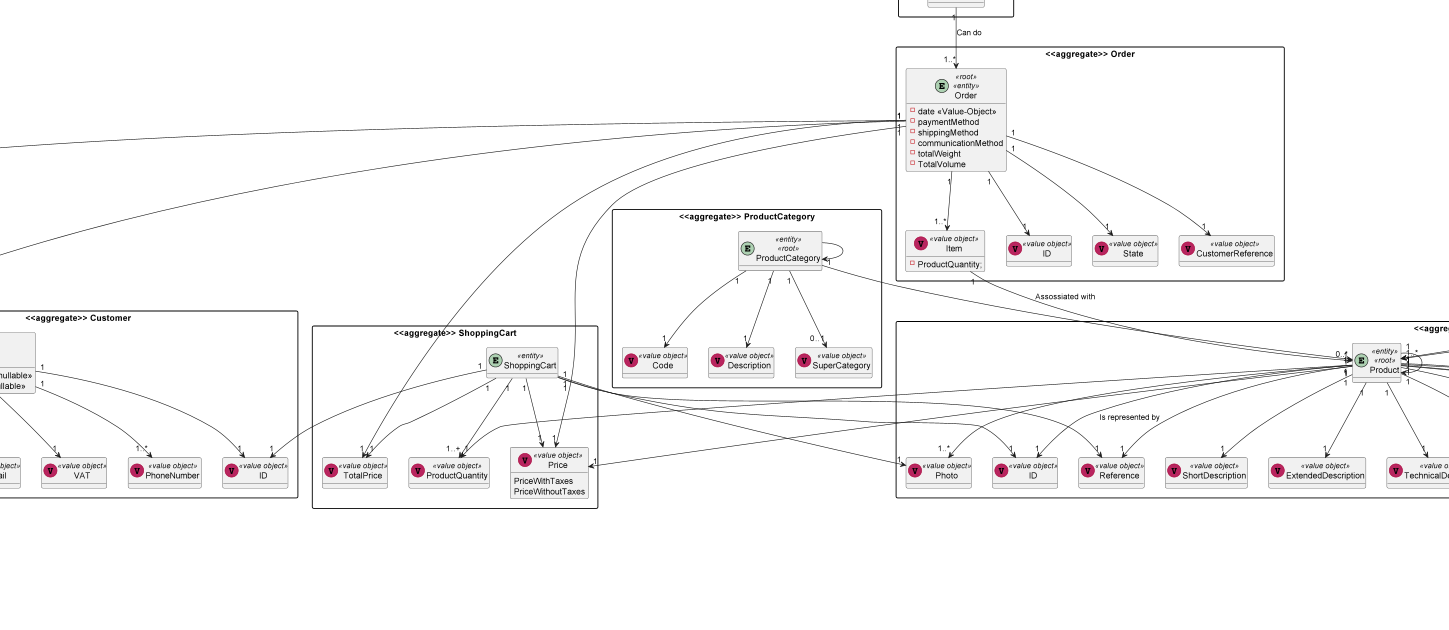 1
Can do
1..*
<<aggregate>> Order
«root»
«entity»
E
Order
date «Value-Object»
paymentMethod
shippingMethod
communicationMethod
totalWeight
TotalVolume
1
1
1
1
1
1
1..*
1
1
1
V «value object»
Item
ProductQuantity;
V «value object»
ID
V «value object»
State
V «value object»
CustomerReference
1
Assossiated with
<<aggregate>> ProductCategory
«entity»
«root»
E
ProductCategory
1
1
1
1
1
1
0..1
V «value object»
Code
V «value object»
Description
V «value object»
SuperCategory
<<aggregate>> Customer
1
1
1
1..*
1
1
V «value object»
VAT
V «value object»
PhoneNumber
V «value object»
ID
<<aggregate>> ShoppingCart
«entity»
E
ShoppingCart
1
1
1
1
1
1
1
1
1..+
1
1
1
V «value object»
TotalPrice
V «value object»
ProductQuantity
V «value object»
Price
PriceWithTaxes
PriceWithoutTaxes
1
«entity»
«root»
E
Product
1
1
1
1
1
Is represented by
1
1..*
1
1
1
1
1
1
1
V «value object»
Photo
V «value object»
ID
V «value object»
Reference
V «value object»
ShortDescription
V «value object»
ExtendedDescription